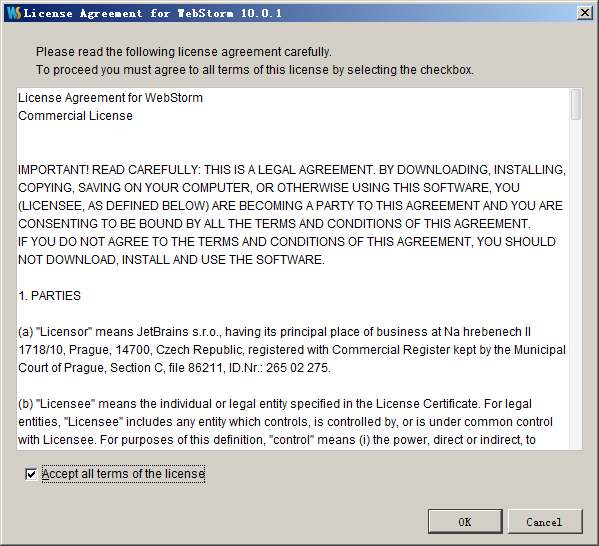 WS License Agreement for WebStorm 10.0.1
Please read the following license agreement carefully.
To proceed you must agree to all terms of this license by selecting the checkbox.
License Agreement for WebStorm
Commercial License
IMPORTANT! READ CAREFULLY: THIS IS A LEGAL AGREEMENT. BY DOWNLOADING, INSTALLING,
COPYING, SAVING ON YOUR COMPUTER, OR OTHERWISE USING THIS SOFTWARE, YOU
(LICENSEE, AS DEFINED BELOW) ARE BECOMING A PARTY TO THIS AGREEMENT AND YOU ARE
CONSENTING TO BE BOUND BY ALL THE TERMS AND CONDITIONS OF THIS AGREEMENT.
IF YOU DO NOT AGREE TO THE TERMS AND CONDITIONS OF THIS AGREEMENT, YOU SHOULD
NOT DOWNLOAD, INSTALL AND USE THE SOFTWARE.
1. PARTIES
(a) "Licensor" means JetBrains s.r.o., having its principal place of business at Na hrebenech II
1718/10, Prague, 14700, Czech Republic, registered with Commercial Register kept by the Municipal
Court of Prague, Section C, file 86211, ID.Nr.: 265 02 275.
(b) "Licensee" means the individual or legal entity specified in the License Certificate. For legal
entities, "Licensee" includes any entity which controls, is controlled by, or is under common control
with Licensee. For purposes of this definition, "control" means (i) the power, direct or indirect, to
Accept all terms of the license
OK
Cancel